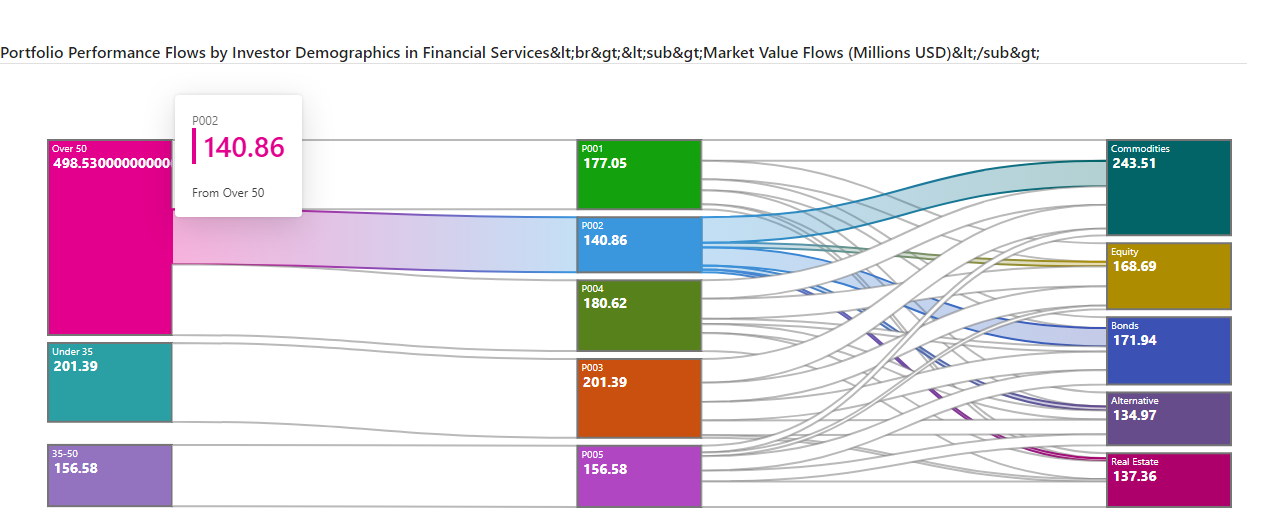 Portfolio Performance Flows by Investor Demographics in Financial Services&lt;br&gt;&lt;sub&gt;Market Value Flows (Millions USD)&lt;/sub&gt;
P002
140.86
From Over 50
Over 50
498.53000000000
Under 35
201.39
35-50
156.58
P001
177.05
P002
140.86
P004
180.62
P003
201.39
P005
156.58
Commodities
243.51
Equity
168.69
Bonds
171.94
Alternative
134.97
Real Estate
137.36